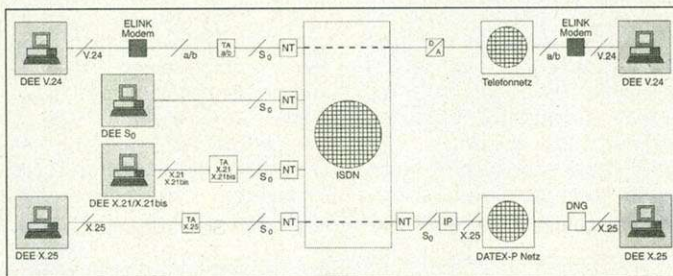 ELINK
Modem
V.24
a/b
TA
a/b
S0
NT
D
A
a/b
ELINK
Modem
V.24
DEE V.24
Telefonnetz
DEE V.24
S0
NT
DEE S0
ISDN
X.21
X.21bis
TA
X.21
X.21bis
S0
NT
DEE X.21/X.21bis
X.25
TA
X.25
S0
NT
NT
S0
IP
X.25
DNG
X.25
DEE X.25
DATEX-P Netz
DEE X.25